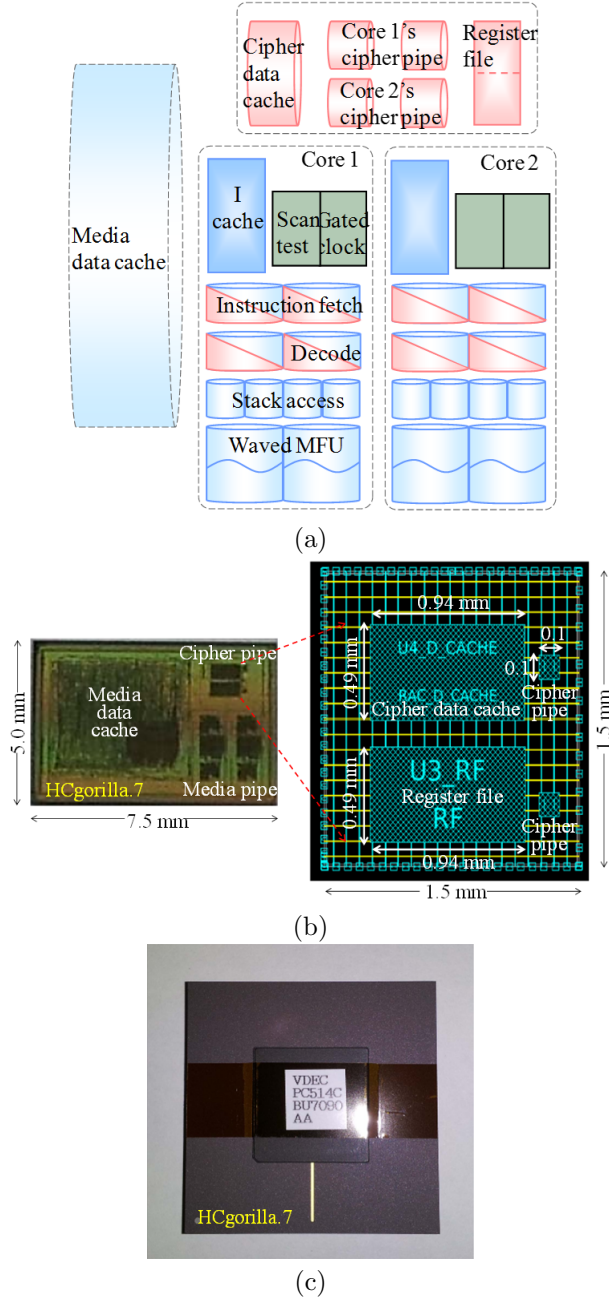 Cipher
data
cache
Core 1's
cipher pipe
Core 2's
cipher pipe
Register
file
Media
data cache
Core 1
I
cache
Scan
test
Gated
clock
Instruction fetch
Decode
Stack access
Waved MFU
Core 2
(a)
Cipher pipe
Media
data
cache
HCgorilla.7
Media pipe
5.0 mm
7.5 mm
0.94 mm
0.49 mm
U4_D_CACHE
RAC_D_CACHE
Cipher data cache
0.1
0.1
Cipher
pipe
0.49 mm
U3_RF
Register file
RF
Cipher
pipe
0.94 mm
1.5 mm
1.5 mm
(b)
VDEC
PC514C
BU7090
AA
HCgorilla.7
(c)